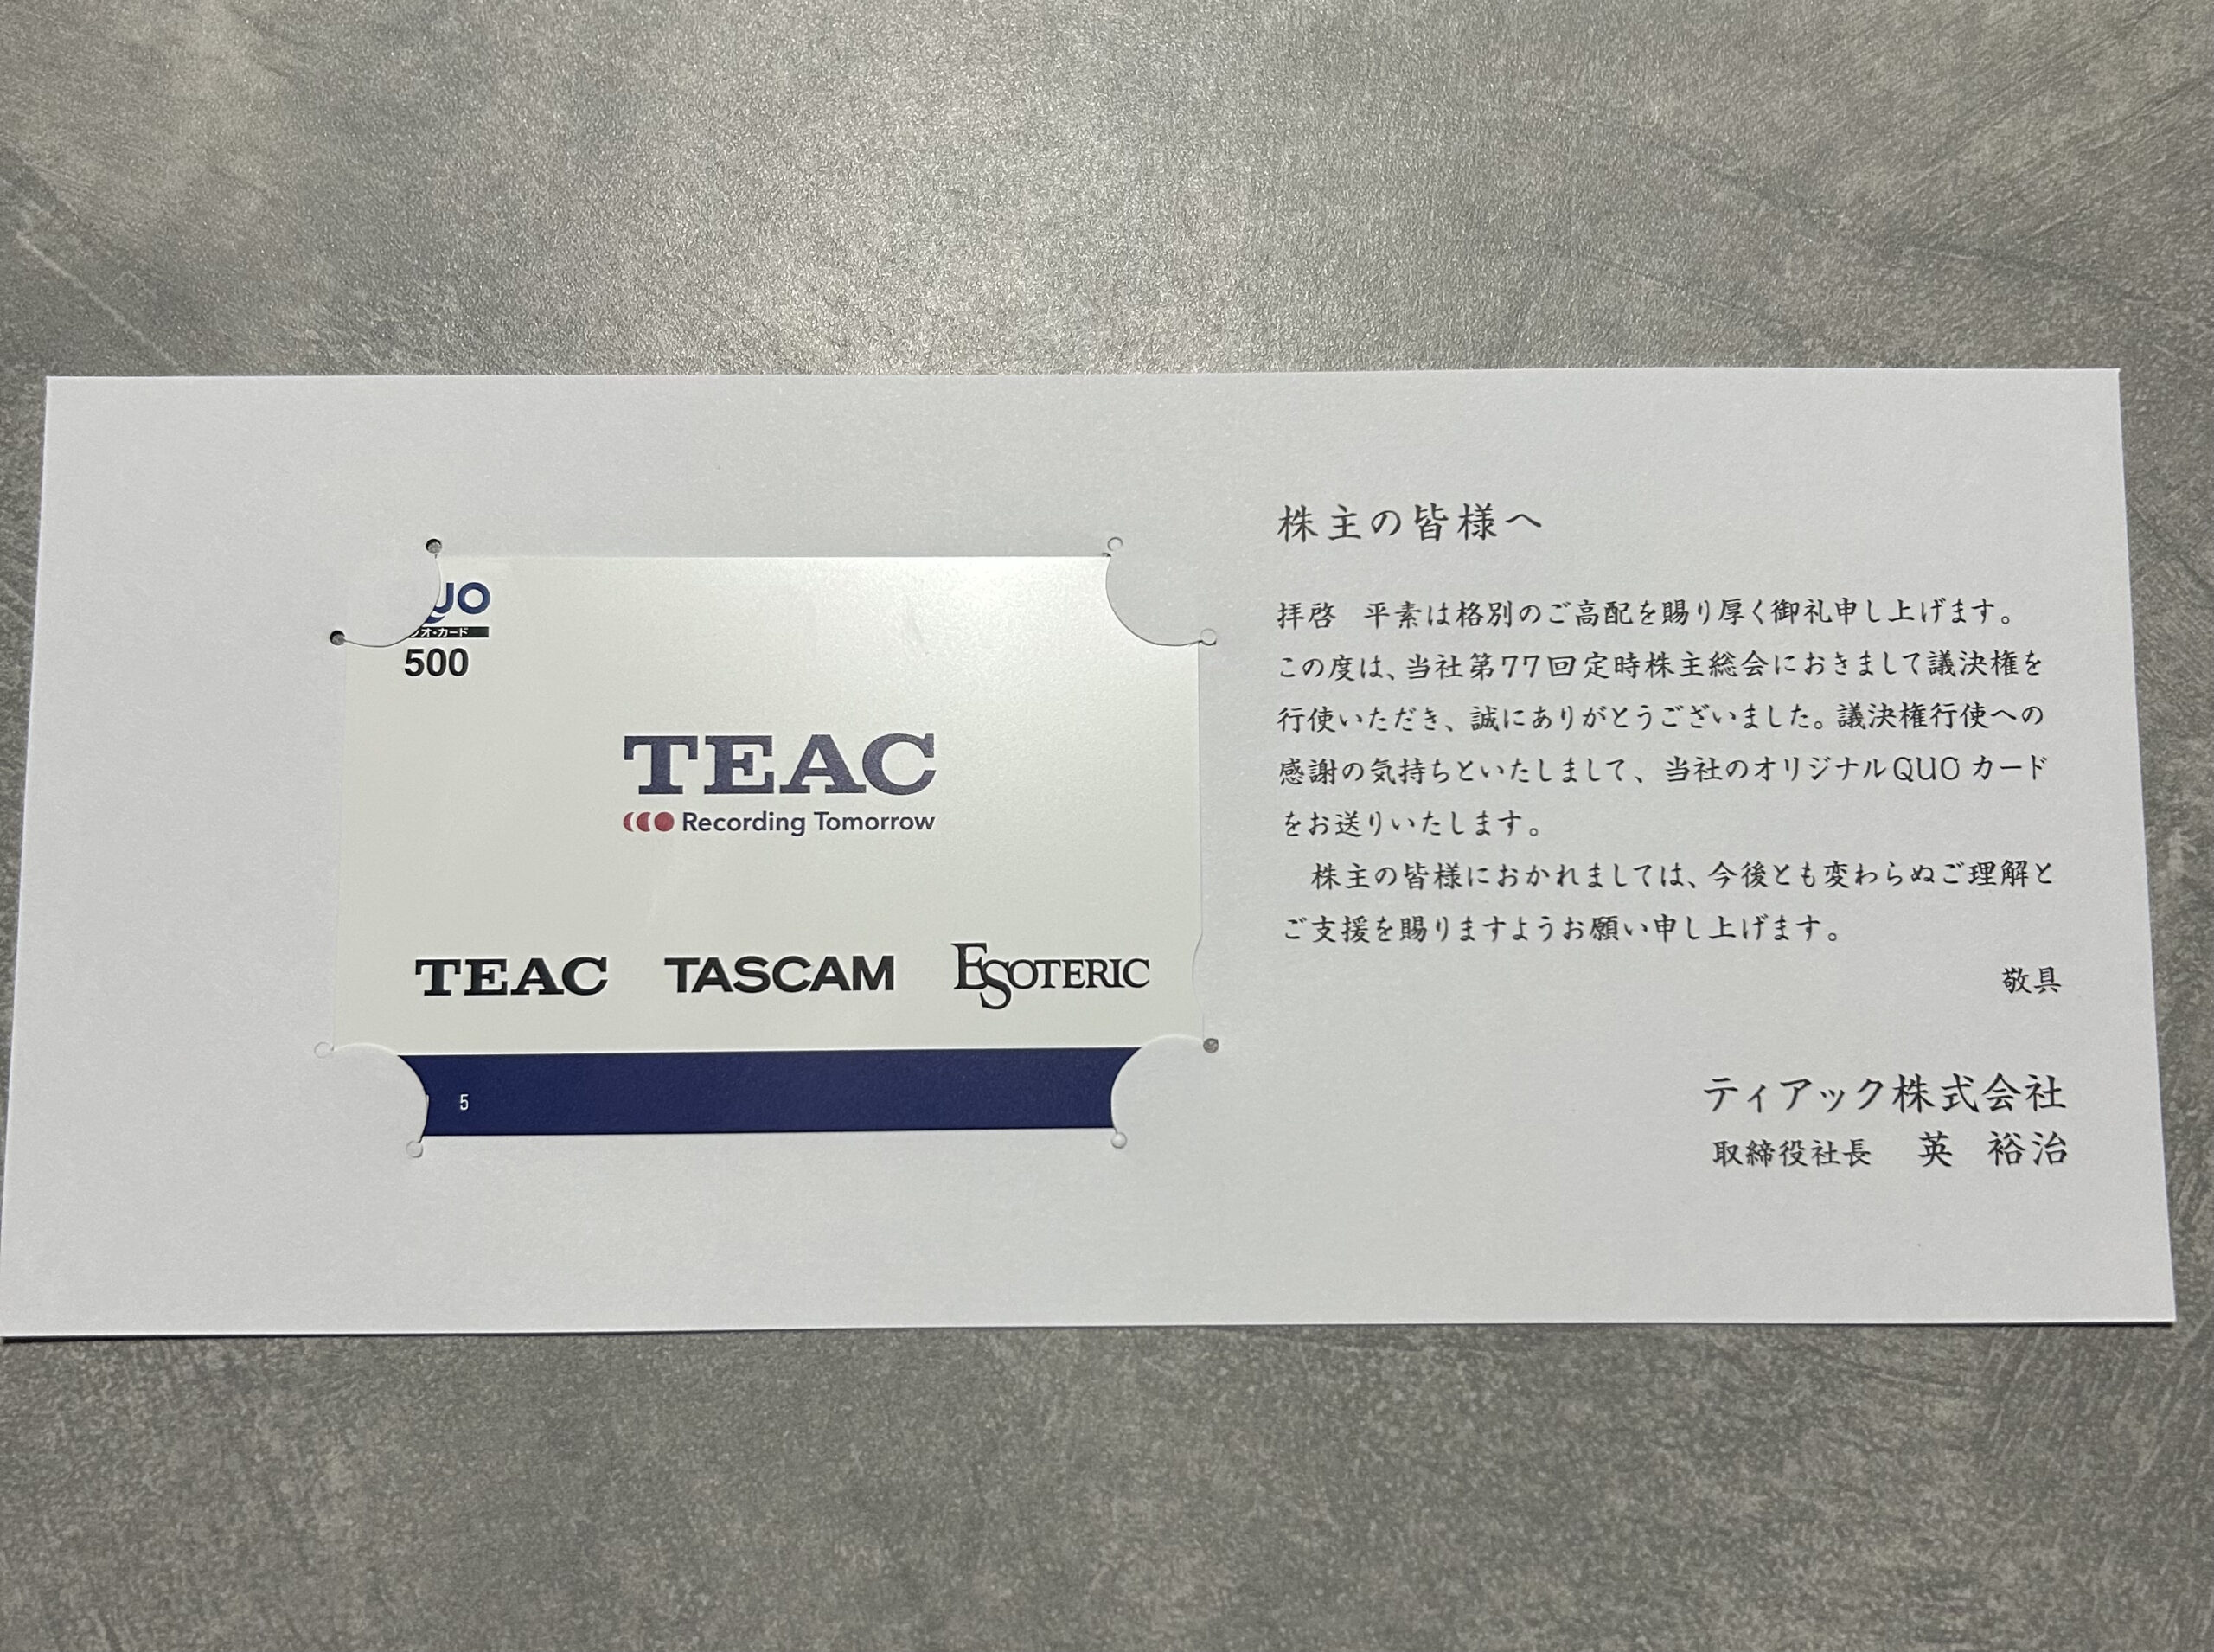 UO
オ・カード
500
TEAC
Recording Tomorrow
TEAC TASCAM ESOTERIC
5
株主の皆様へ
拝啓　平素は格別のご高配を賜り厚く御礼申し上げます。
この度は、当社第77回定時株主総会におきまして議決権を
行使いただき、誠にありがとうございました。議決権行使への
感謝の気持ちといたしまして、当社のオリジナルQUOカード
をお送りいたします。
　株主の皆様におかれましては、今後とも変わらぬご理解と
ご支援を賜りますようお願い申し上げます。
敬具
ティアック株式会社
取締役社長　英　裕治